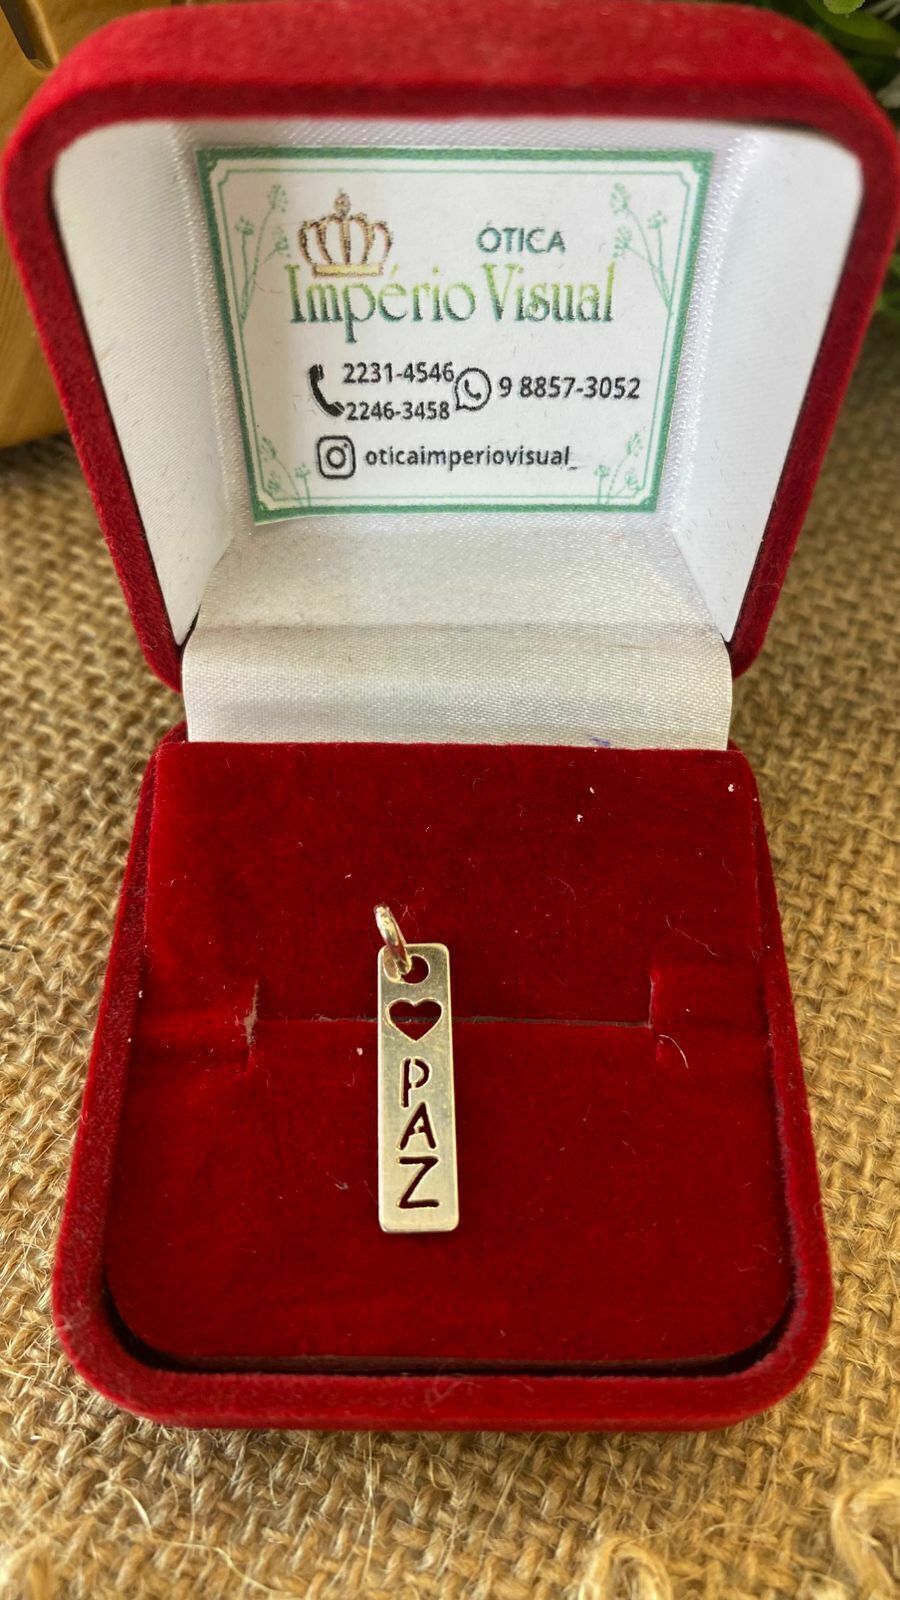 ÓTICA
Império Visual
2231-4546
2246-3458
9 8857-3052
oticaimperiovisual_
PAZ